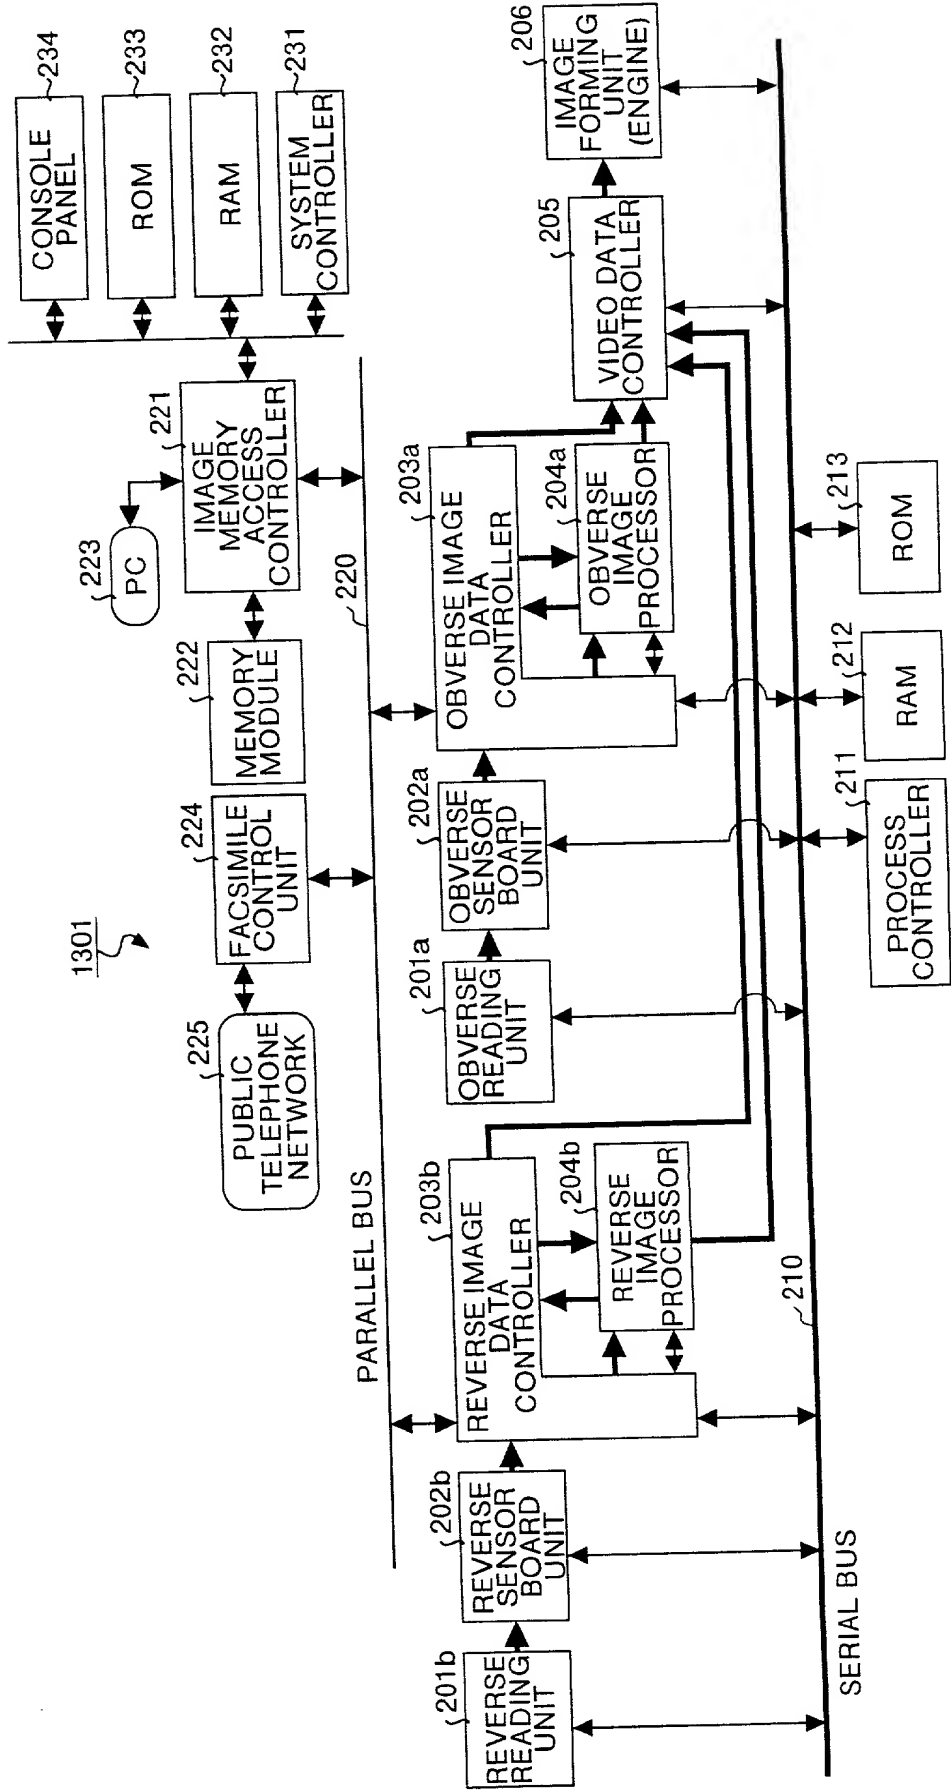 1301
225
PUBLIC
TELEPHONE
NETWORK
224
FACSIMILE
CONTROL
UNIT
222
MEMORY
MODULE
223
PC
221
IMAGE
MEMORY
ACCESS
CONTROLLER
234
CONSOLE
PANEL
233
ROM
232
RAM
231
SYSTEM
CONTROLLER
PARALLEL BUS
220
201b
REVERSE
READING
UNIT
202b
REVERSE
SENSOR
BOARD
UNIT
203b
REVERSE IMAGE
DATA
CONTROLLER
204b
REVERSE
IMAGE
PROCESSOR
201a
OBVERSE
READING
UNIT
202a
OBVERSE
SENSOR
BOARD
UNIT
203a
OBVERSE IMAGE
DATA
CONTROLLER
204a
OBVERSE
IMAGE
PROCESSOR
205
VIDEO DATA
CONTROLLER
206
IMAGE
FORMING
UNIT
(ENGINE)
SERIAL BUS
210
211
PROCESS
CONTROLLER
212
RAM
213
ROM